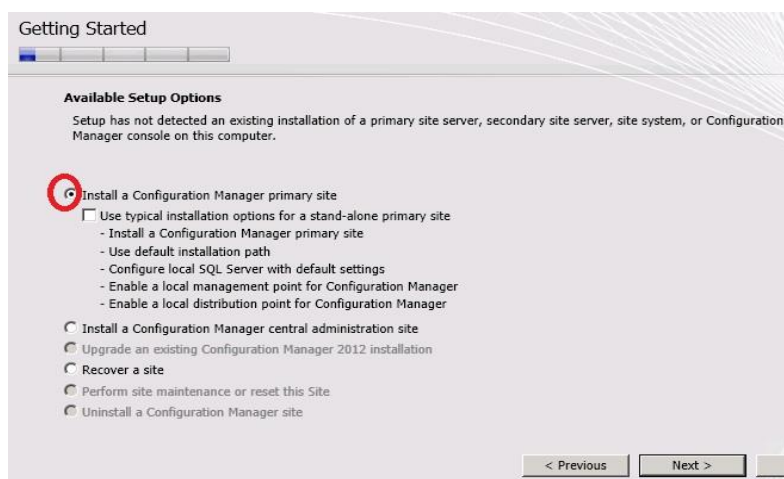 Getting Started
Available Setup Options
Setup has not detected an existing installation of a primary site server, secondary site server, site system, or Configuration
Manager console on this computer.
Install a Configuration Manager primary site
Use typical installation options for a stand-alone primary site
- Install a Configuration Manager primary site
- Use default installation path
- Configure local SQL Server with default settings
- Enable a local management point for Configuration Manager
- Enable a local distribution point for Configuration Manager
Install a Configuration Manager central administration site
Upgrade an existing Configuration Manager 2012 installation
Recover a site
Perform site maintenance or reset this Site
Uninstall a Configuration Manager site
< Previous
Next >